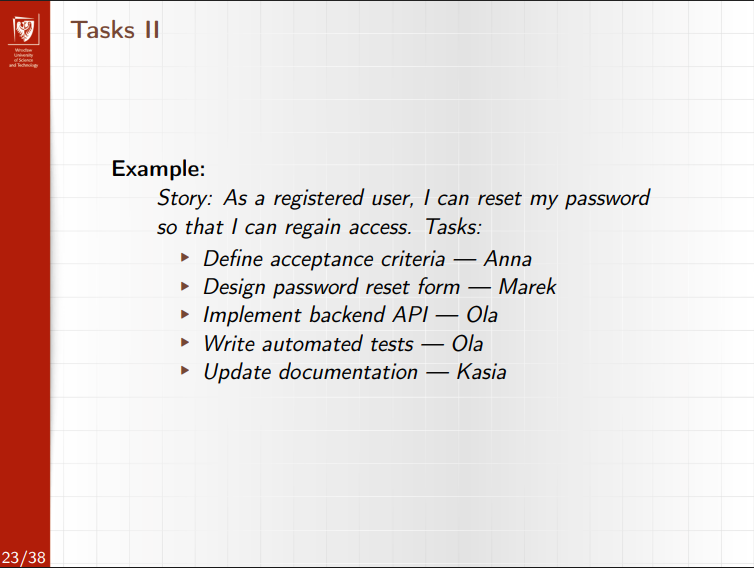 Tasks II
Wrocław
University
of Science
and Technology
Example:
Story: As a registered user, I can reset my password
so that I can regain access. Tasks:
Define acceptance criteria — Anna
Design password reset form — Marek
Implement backend API — Ola
Write automated tests — Ola
Update documentation — Kasia
23/38